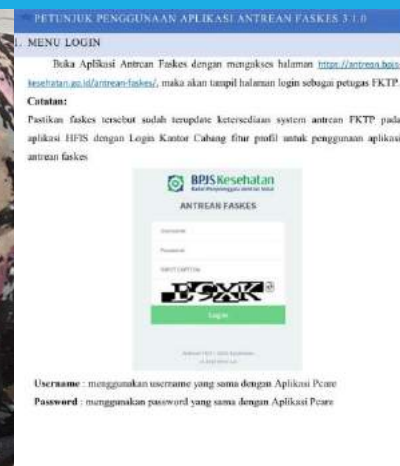 PETUNJUK PENGGUNAAN APLIKASI ANTREAN FASKES 3.1.0
1. MENU LOGIN
Buka Aplikasi Antrean Faskes dengan mengakses halaman https://antrean.bpjs-
kesehatan.go.id/antrean-faskes/, maka akan tampil halaman login sebagai petugas FKTP.
Catatan:
Pastikan faskes tersebut sudah terupdate ketersediaan system antrean FKTP pada
aplikasi HFIS dengan Login Kantor Cabang fitur profil untuk penggunaan aplikasi
antrean faskes
BPJS Kesehatan
Badan Penyelenggara Jaminan Sosial
ANTREAN FASKES
Username
Password
Login
Username : menggunakan username yang sama dengan Aplikasi Pcare
Password : menggunakan password yang sama dengan Aplikasi Pcare